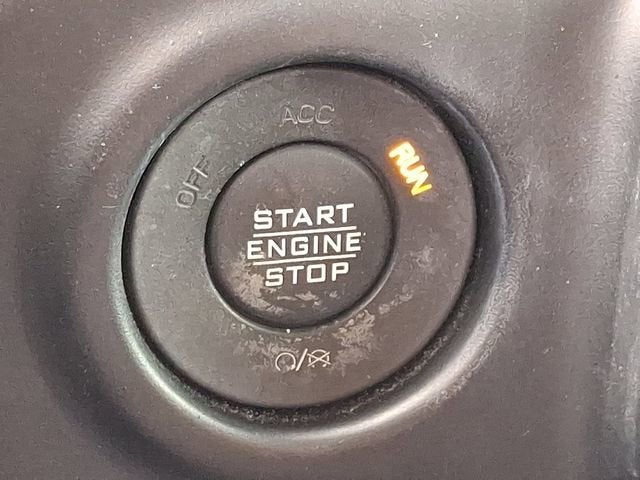 ACC
OFF
RUN
START
ENGINE
STOP